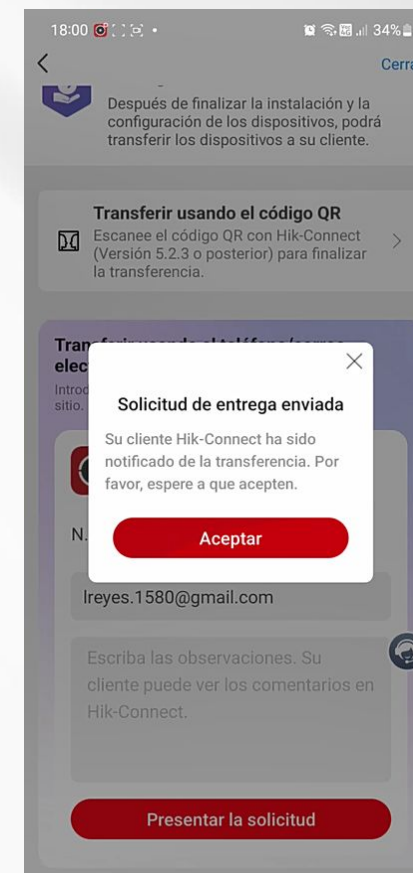 18:00
34%
Cerra
Después de finalizar la instalación y la
configuración de los dispositivos, podrá
transferir los dispositivos a su cliente.
Transferir usando el código QR
Escanee el código QR con Hik-Connect
(Versión 5.2.3 o posterior) para finalizar
la transferencia.
Tran
elec
Introd
sitio.
Solicitud de entrega enviada
Su cliente Hik-Connect ha sido
notificado de la transferencia. Por
favor, espere a que acepten.
N.
Aceptar
lreyes.1580@gmail.com
Escriba las observaciones. Su
cliente puede ver los comentarios en
Hik-Connect.
Presentar la solicitud